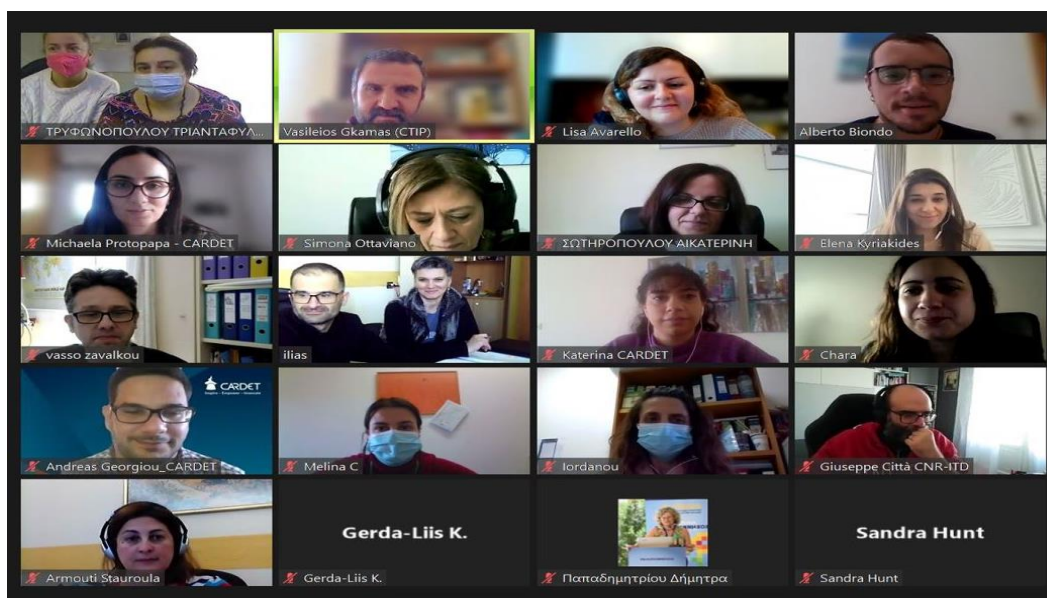 ΤΡΥΦΩΝΟΠΟΥΛΟΥ ΤΡΙΑΝΤΑΦΥΛ...
Vasileios Gkamas (CTIP)
Lisa Avarello
Alberto Biondo
Michaela Protopapa - CARDET
Simona Ottaviano
ΣΩΤΗΡΟΠΟΥΛΟΥ ΑΙΚΑΤΕΡΙΝΗ
Elena Kyriakides
vasso zavalkou
ilias
Katerina CARDET
Chara
CARDET
Andreas Georgiou_CARDET
Melina C
Iordanou
Giuseppe Città CNR-ITD
Armouti Stauroula
Gerda-Liis K.
Gerda-Liis K.
Παπαδημητρίου Δήμητρα
Sandra Hunt
Sandra Hunt